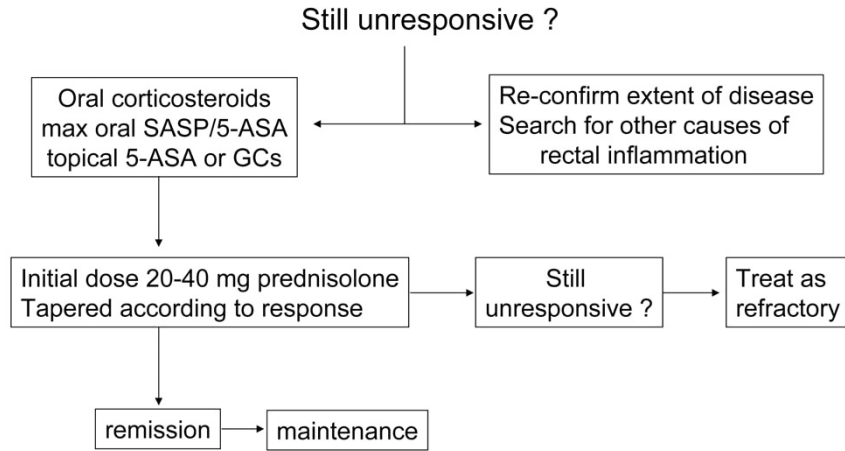 Still unresponsive ?
Oral corticosteroids
max oral SASP/5-ASA
topical 5-ASA or GCs
Re-confirm extent of disease
Search for other causes of
rectal inflammation
Initial dose 20-40 mg prednisolone
Tapered according to response
Still
unresponsive ?
Treat as
refractory
remission
maintenance